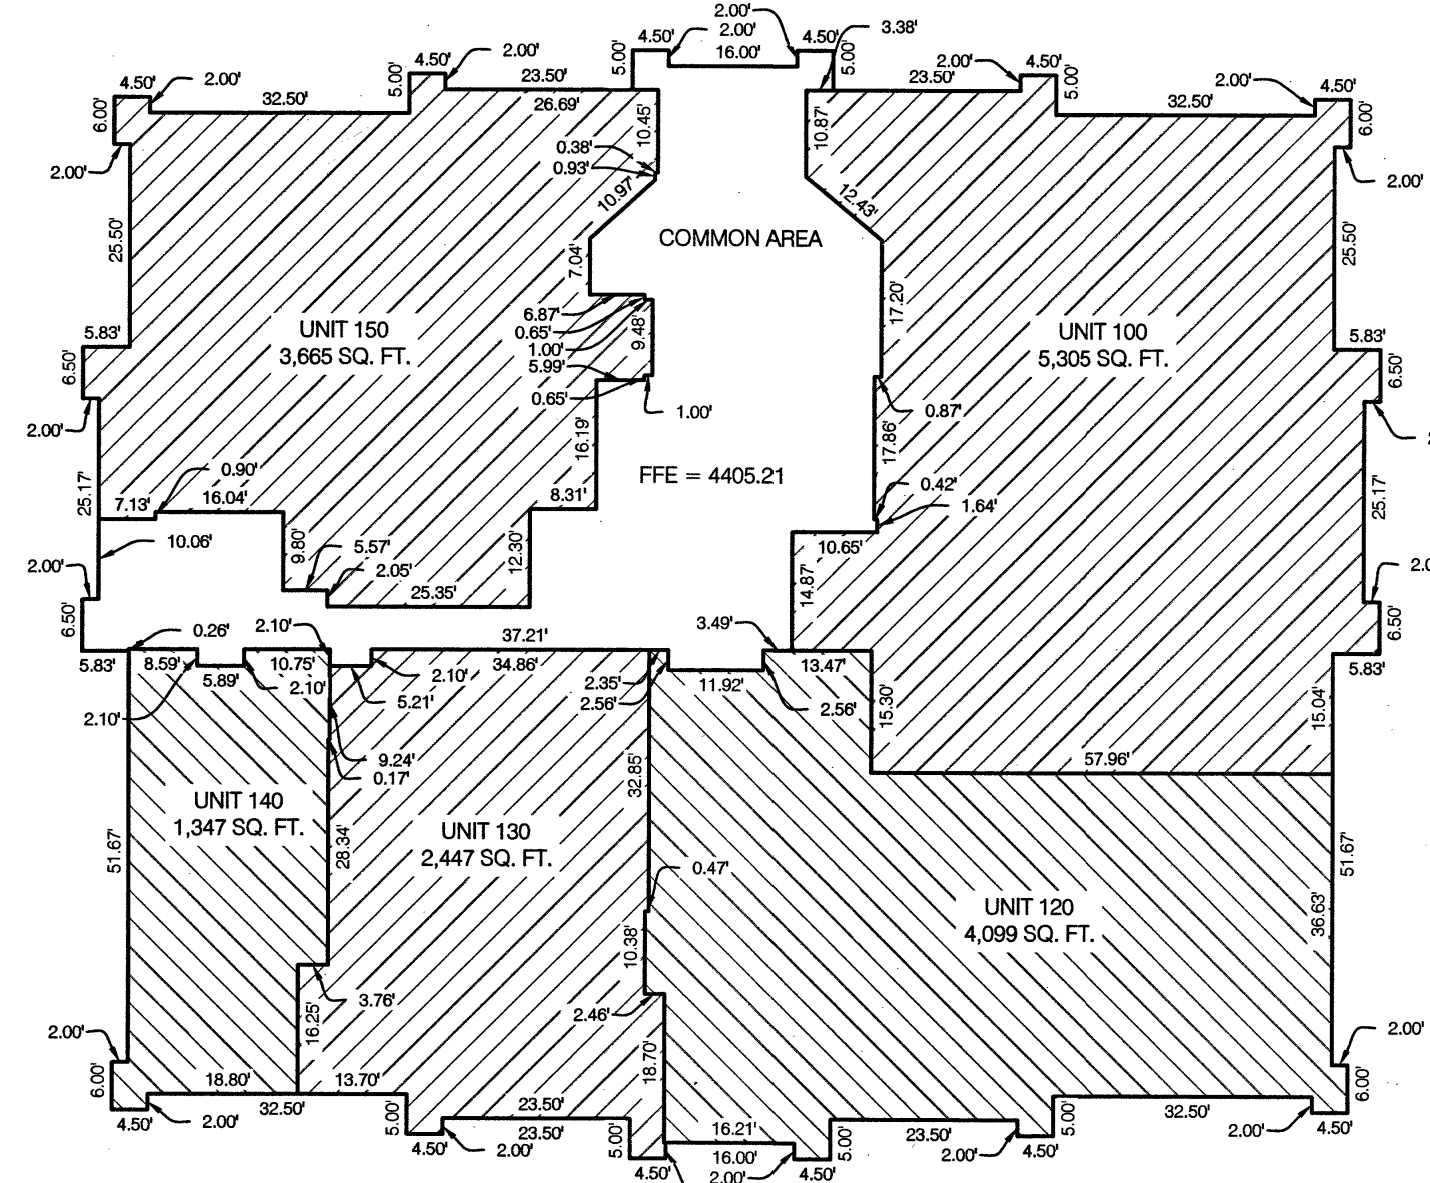 2.00'
4.50' 2.00' 4.50' 3.38'
4.50' 2.00' 5.00' 16.00' 5.00' 2.00' 4.50'
4.50' 2.00' 5.00' 23.50' 23.50' 5.00' 2.00' 4.50'
6.00' 32.50' 26.69' 10.45' 10.87' 32.50' 6.00'
2.00' 0.38' 2.00'
0.93'
10.97' 12.43'
25.50' 7.04' COMMON AREA 17.20' 25.50'
6.87'
5.83' UNIT 150 0.65' 9.48' UNIT 100 5.83'
3,665 SQ. FT. 1.00' 5,305 SQ. FT.
6.50' 5.99' 6.50'
0.65' 1.00' 0.87'
2.00' 16.19' 17.86'
25.17' 0.90' FFE = 4405.21 0.42' 25.17'
7.13' 16.04' 8.31' 1.64'
10.06' 9.80' 5.57' 12.30' 10.65'
2.00' 2.05' 14.87'
25.35'
6.50' 0.26' 2.10' 37.21' 3.49' 6.50'
5.83' 8.59' 10.75' 34.86' 13.47' 5.83'
5.89' 2.10' 2.10' 2.35' 11.92'
2.10' 5.21' 2.56' 2.56' 15.30' 15.04'
9.24' 57.96'
0.17' 32.85'
UNIT 140
1,347 SQ. FT.
51.67' 28.34' UNIT 130 51.67'
2,447 SQ. FT. 0.47'
UNIT 120 36.63'
4,099 SQ. FT.
10.38'
3.76'
16.25' 2.46'
2.00' 18.70' 2.00'
6.00' 18.80' 13.70' 6.00'
32.50' 23.50' 32.50'
4.50' 2.00' 5.00' 23.50' 5.00' 16.21' 5.00' 23.50' 5.00' 2.00' 4.50'
4.50' 2.00' 16.00' 2.00' 4.50'
4.50' 2.00' 4.50'